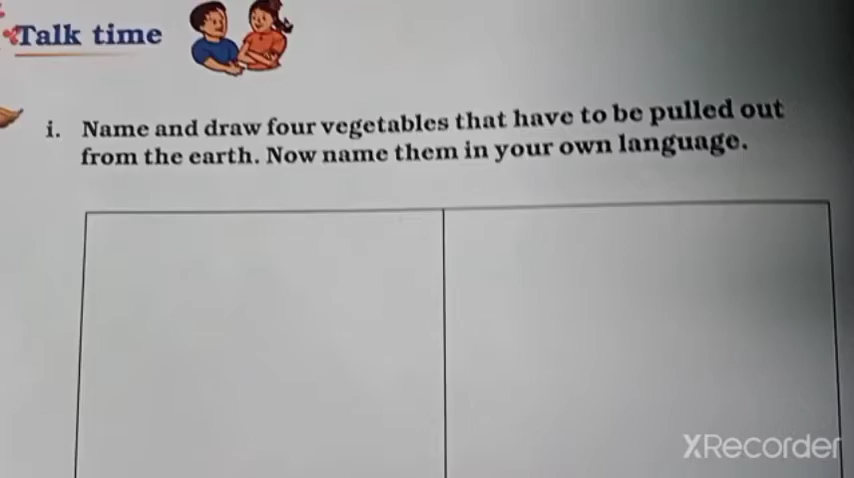 Talk time
i. Name and draw four vegetables that have to be pulled out
from the earth. Now name them in your own language.
XRecorder